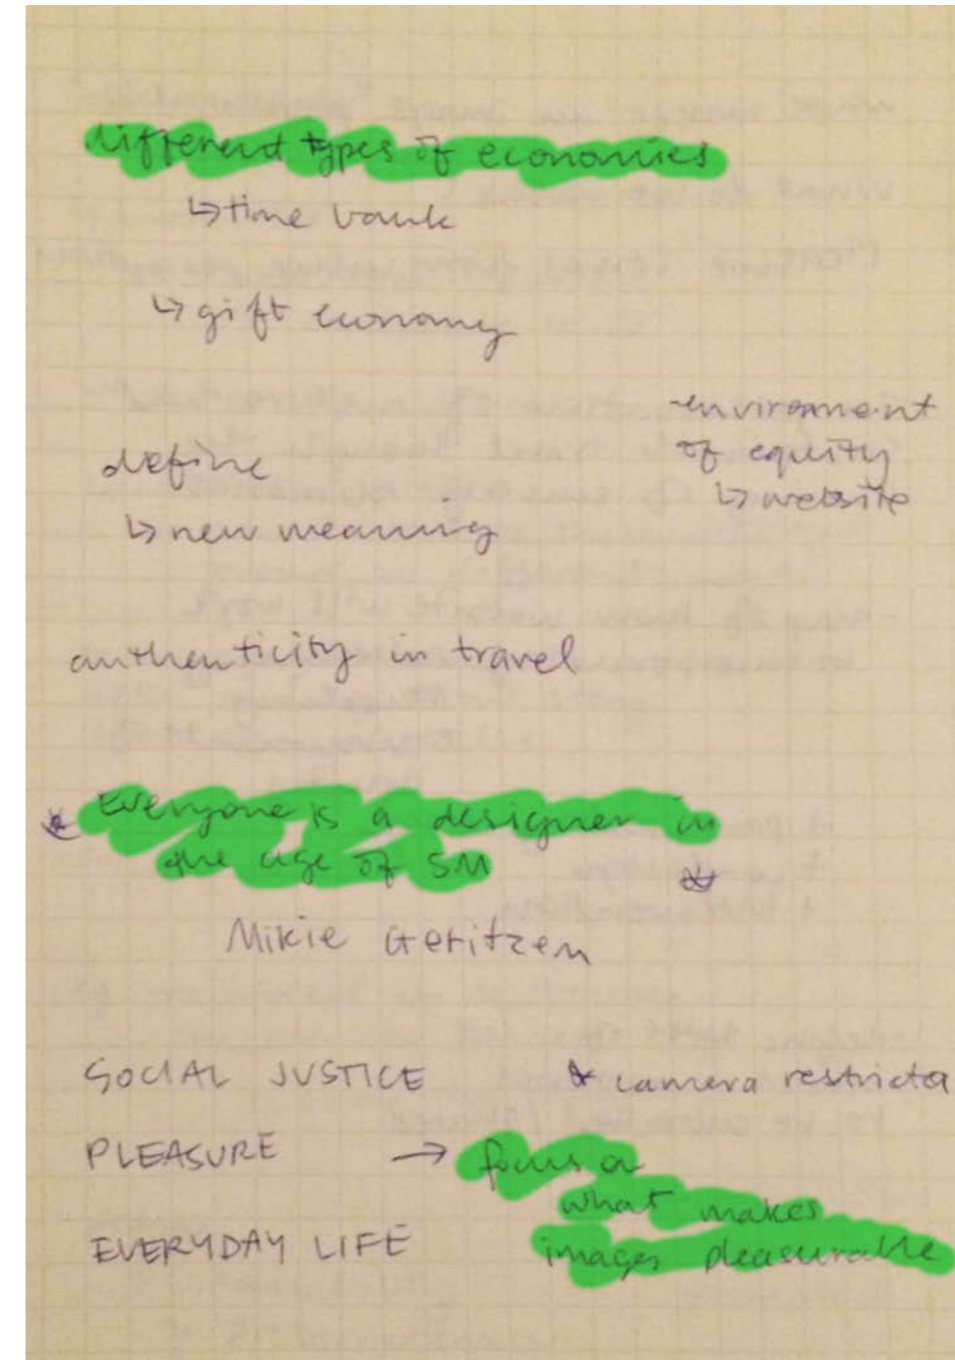 different types of economies
↳ time bank
↳ gift economy
environment
of equity
↳ website
define
↳ new meaning
authenticity in travel
* Everyone is a designer in
the age of SM *
Mikie Geritzen
SOCIAL JUSTICE * camera restricta
PLEASURE → focus on
what makes
EVERYDAY LIFE images pleasurable